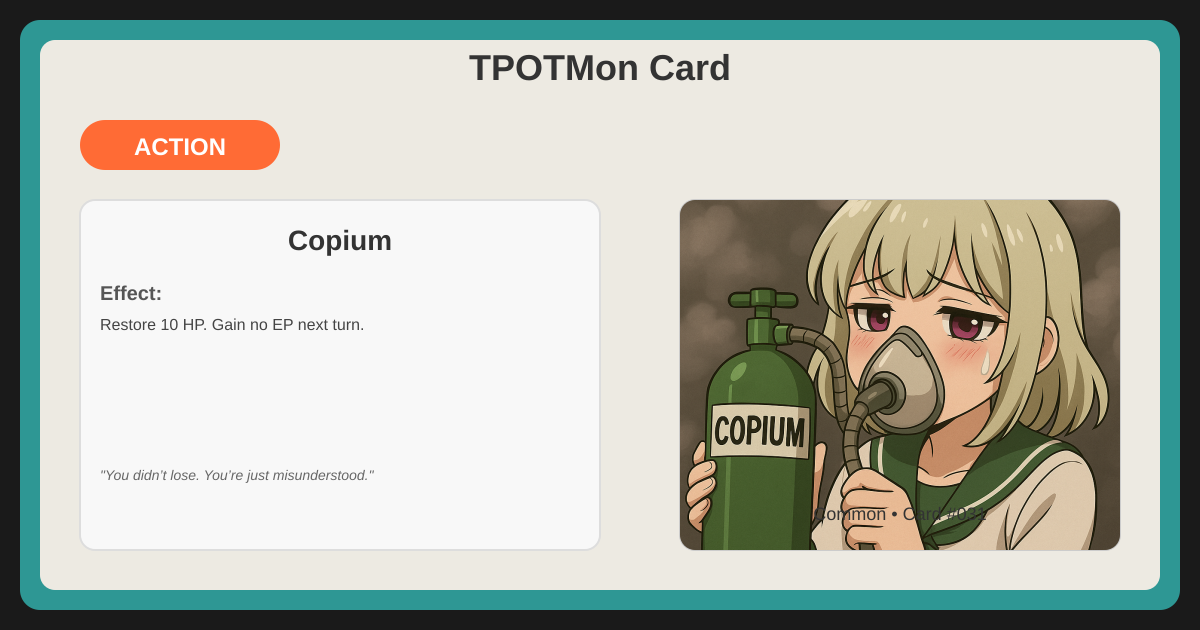 TPOTMon Card
ACTION
Copium
Effect:
Restore 10 HP. Gain no EP next turn.
"You didn't lose. You're just misunderstood."
COPIUM
Common • Card #031